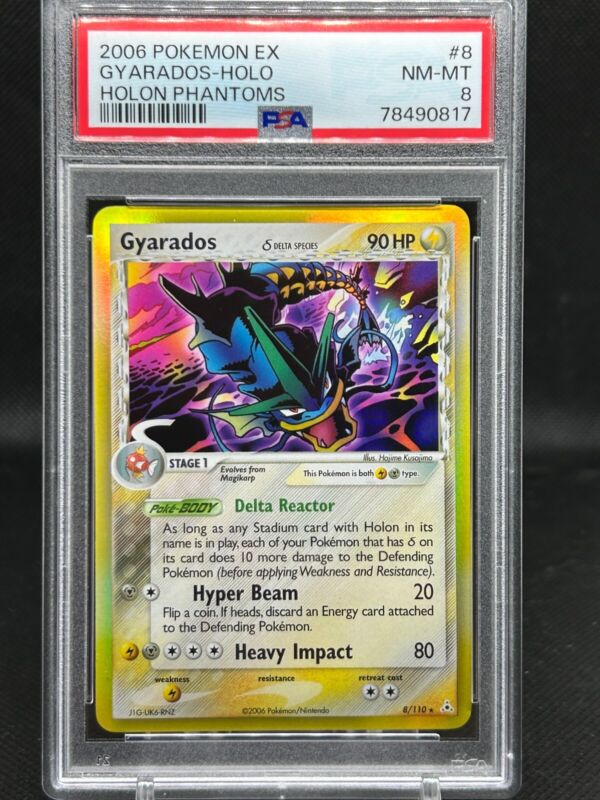 2006 POKEMON EX #8
GYARADOS-HOLO NM-MT
HOLON PHANTOMS 8
PSA 78490817
Gyarados δ DELTA SPECIES 90 HP
Illus. Hajime Kusajima
STAGE 1
Evolves from
Magikarp
This Pokémon is both type.
Poké-BODY Delta Reactor
As long as any Stadium card with Holon in its
name is in play, each of your Pokémon that has δ on
its card does 10 more damage to the Defending
Pokémon (before applying Weakness and Resistance).
Hyper Beam 20
Flip a coin. If heads, discard an Energy card attached
to the Defending Pokémon.
Heavy Impact 80
weakness resistance retreat cost
J1G-UK6-RNZ ©2006 Pokémon/Nintendo 8/110 ★